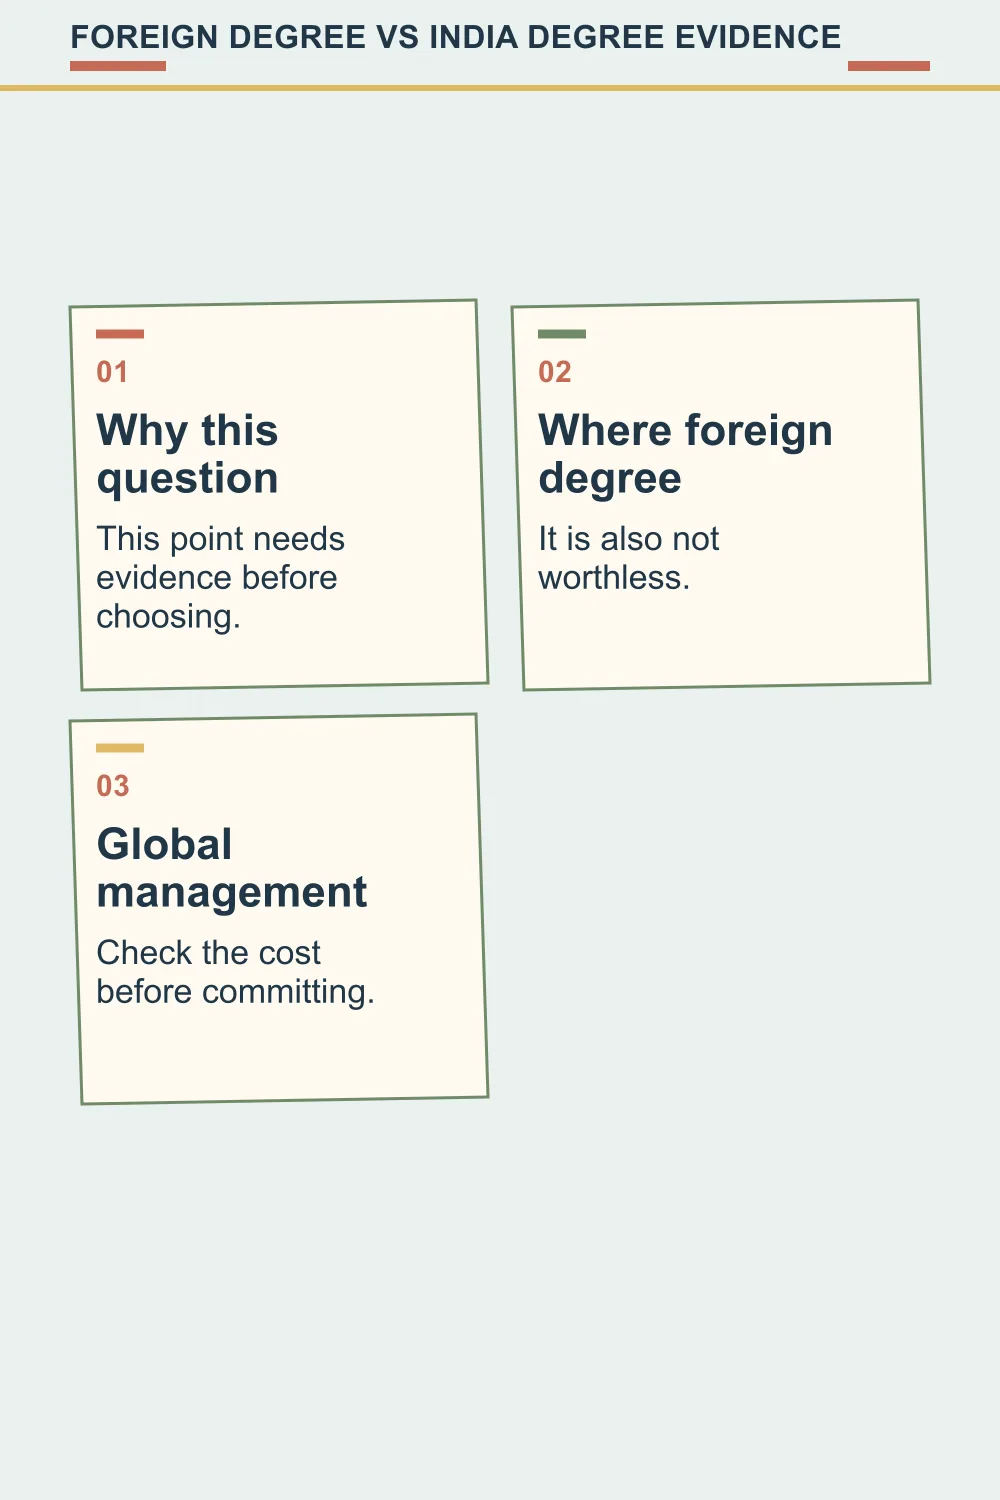 FOREIGN DEGREE VS INDIA DEGREE EVIDENCE
01
Why this
question
This point needs
evidence before
choosing.
02
Where foreign
degree
It is also not
worthless.
03
Global
management
Check the cost
before committing.